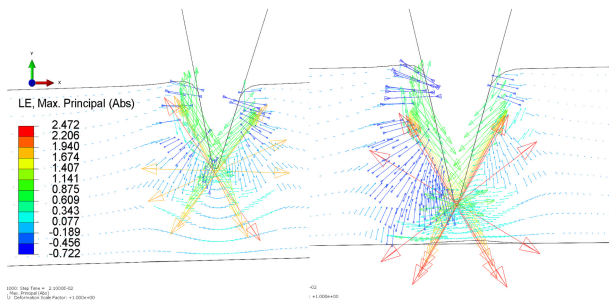 Y
X
LE, Max. Principal (Abs)
2.472
2.206
1.940
1.674
1.407
1.141
0.875
0.609
0.343
0.077
-0.189
-0.456
-0.722
1000: Step Time = 2.1000E-02
, Max. Principal (Abs)
U Deformation Scale Factor: +1.000e+00
-02
: +1.000e+00